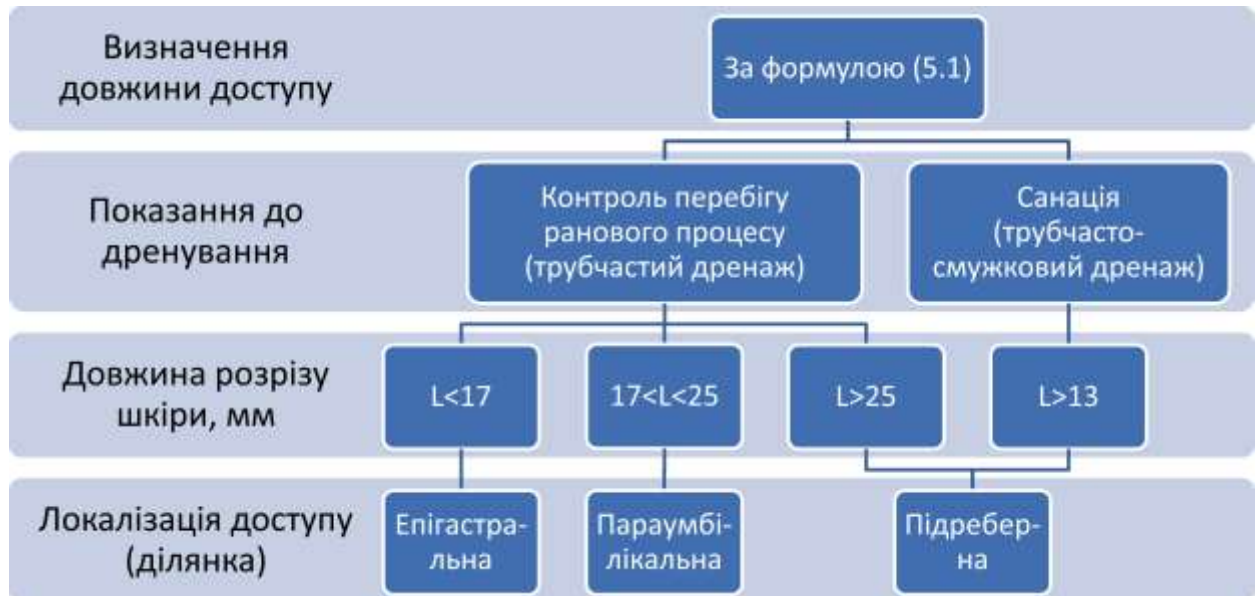 Визначення
довжини доступу
За формулою (5.1)
Показання до
дренування
Контроль перебігу
ранового процесу
(трубчастий дренаж)
Санація
(трубчасто-
смужковий дренаж)
Довжина розрізу
шкіри, мм
L<17
17<L<25
L>25
L>13
Локалізація доступу
(ділянка)
Епігастра-
льна
Параумбі-
лікальна
Підребер-
на